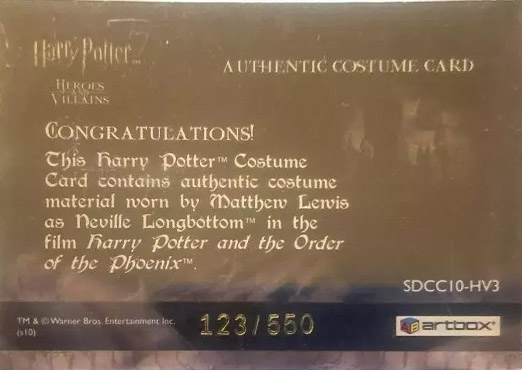 Harry Potter™
HEROES
AND
VILLAINS
AUTHENTIC COSTUME CARD
CONGRATULATIONS!
This Harry Potter™ Costume
Card contains authentic costume
material worn by Matthew Lewis
as Neville Longbottom™ in the
film Harry Potter and the Order
of the Phoenix™.
SDCC10-HV3
TM & © Warner Bros. Entertainment Inc.
(s10)
123/550
artbox®